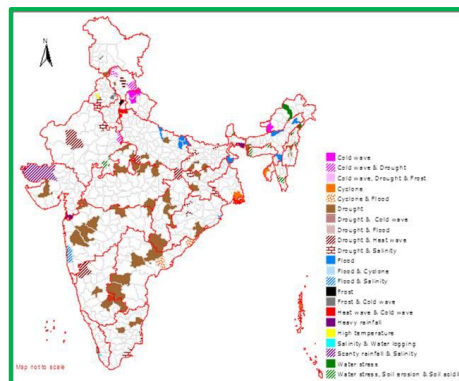 N
Cold wave
Cold wave & Drought
Cold wave, Drought & Frost
Cyclone
Cyclone & Flood
Drought
Drought & Cold wave
Drought & Flood
Drought & Heat wave
Drought & Salinity
Flood
Flood & Cyclone
Flood & Salinity
Frost
Frost & Cold wave
Heat wave & Cold wave
Heavy rainfall
High temperature
Salinity & Water logging
Scanty rainfall & Salinity
Water stress
Water stress, Soil erosion & Soil acidi
Map not to scale